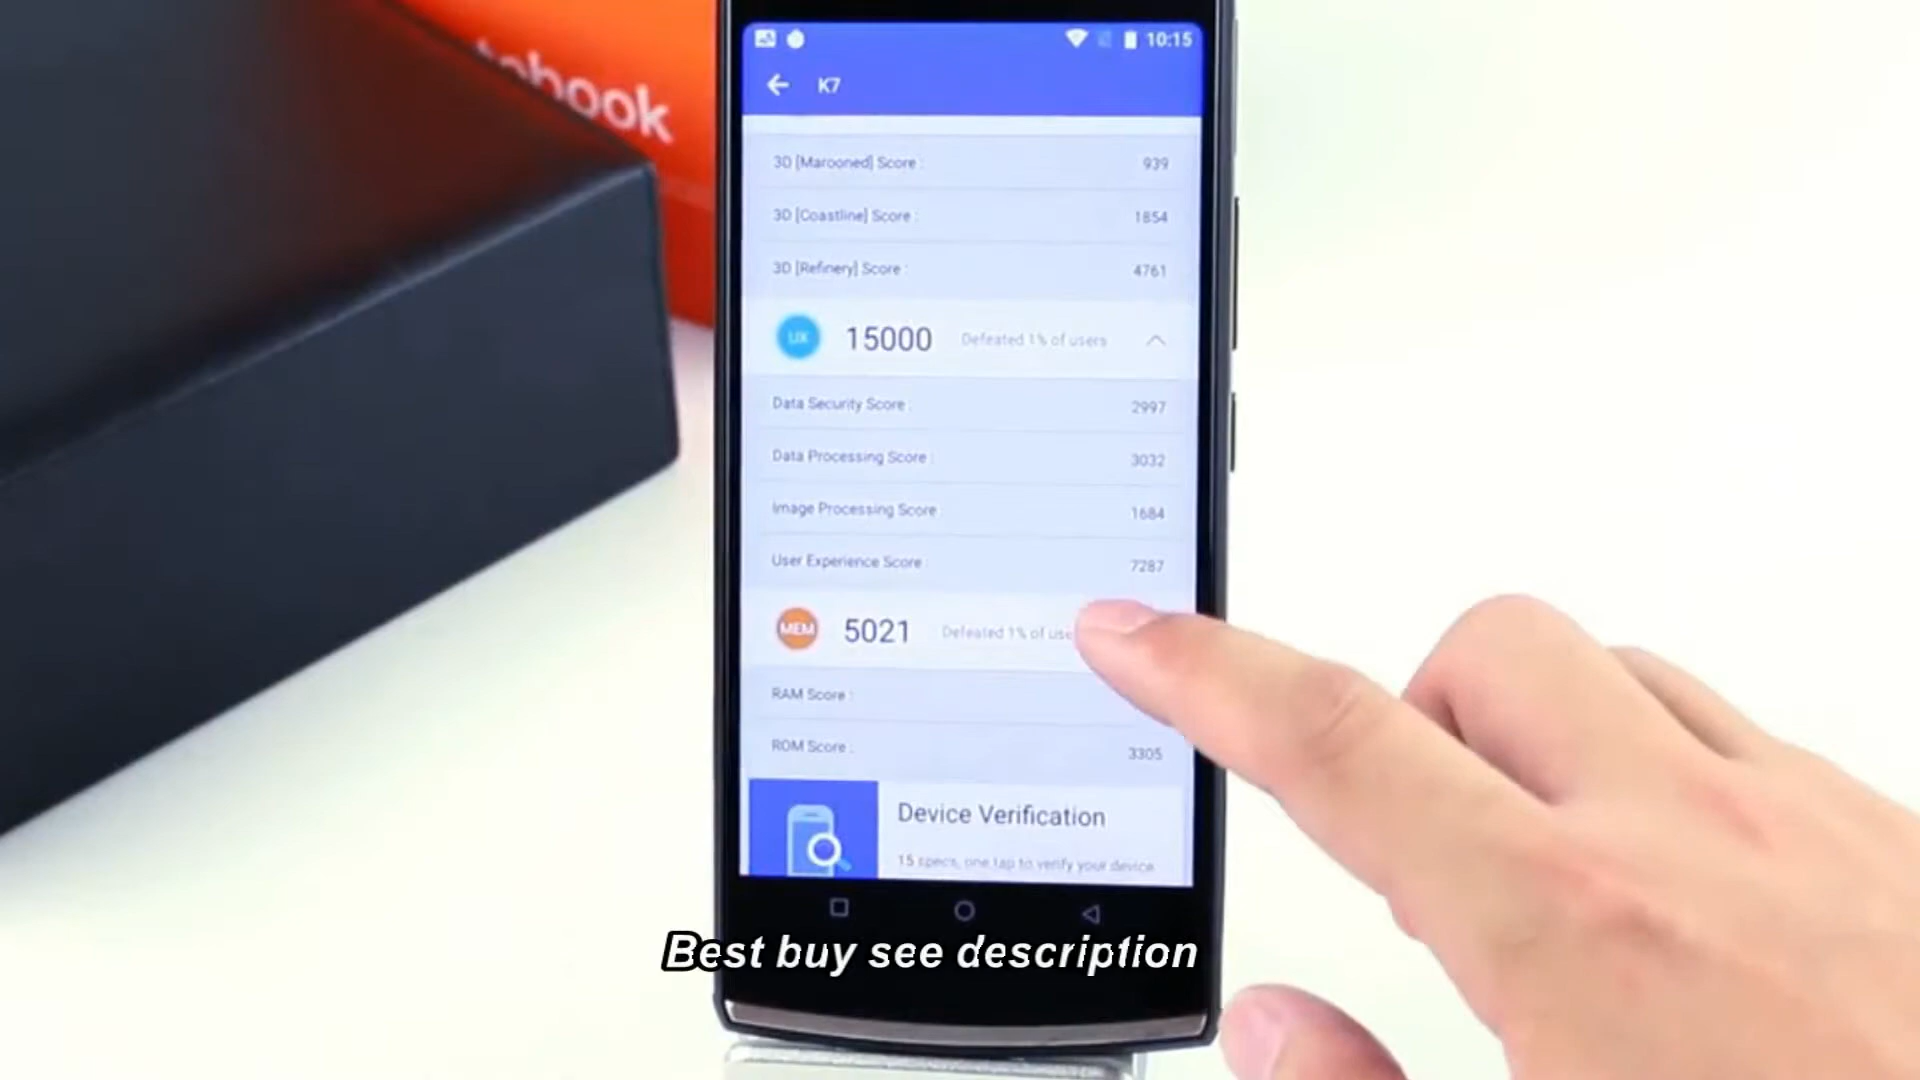 book
10:15
K7
3D [Marooned] Score : 939
3D [Coastline] Score : 1854
3D [Refinery] Score : 4761
UX 15000 Defeated 1% of users
Data Security Score : 2997
Data Processing Score : 3032
Image Processing Score 1684
User Experience Score 7287
MEM 5021 Defeated 1% of use
RAM Score :
ROM Score : 3305
Device Verification
15 specs, one tap to verify your device
Best buy see description